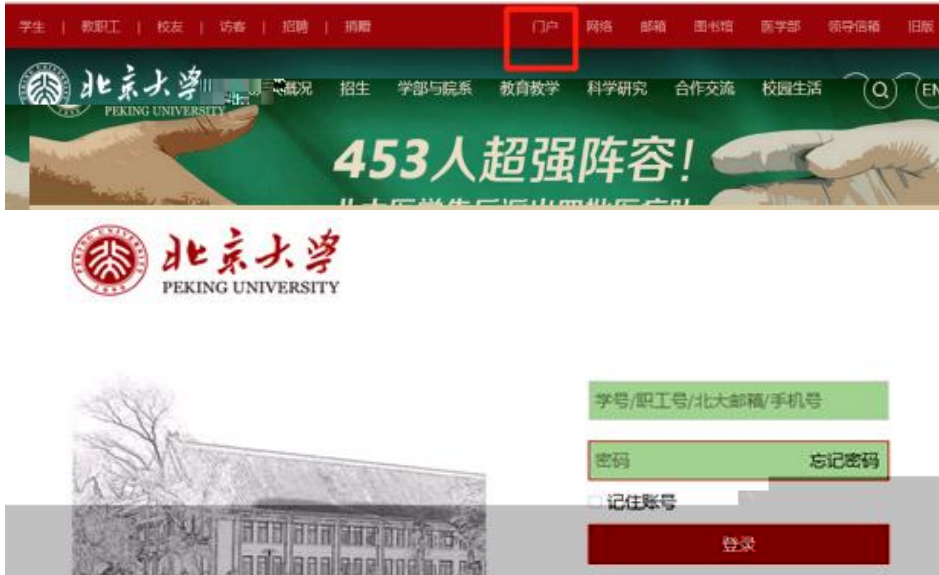 学生 | 教职工 | 校友 | 访客 | 招聘 | 捐赠 门户 网络 邮箱 图书馆 医学部 领导信箱 旧版
北京大学 概况 招生 学部与院系 教育教学 科学研究 合作交流 校园生活 EN
PEKING UNIVERSITY
453人超强阵容!
北京大学
PEKING UNIVERSITY
学号/职工号/北大邮箱/手机号
密码 忘记密码
记住账号
登录